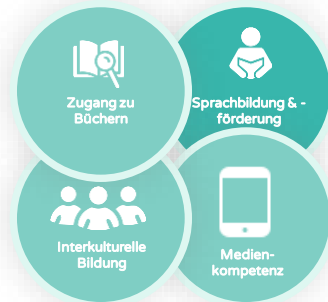 Zugang zu
Büchern
Sprachbildung & -
förderung
Interkulturelle
Bildung
Medien-
kompetenz